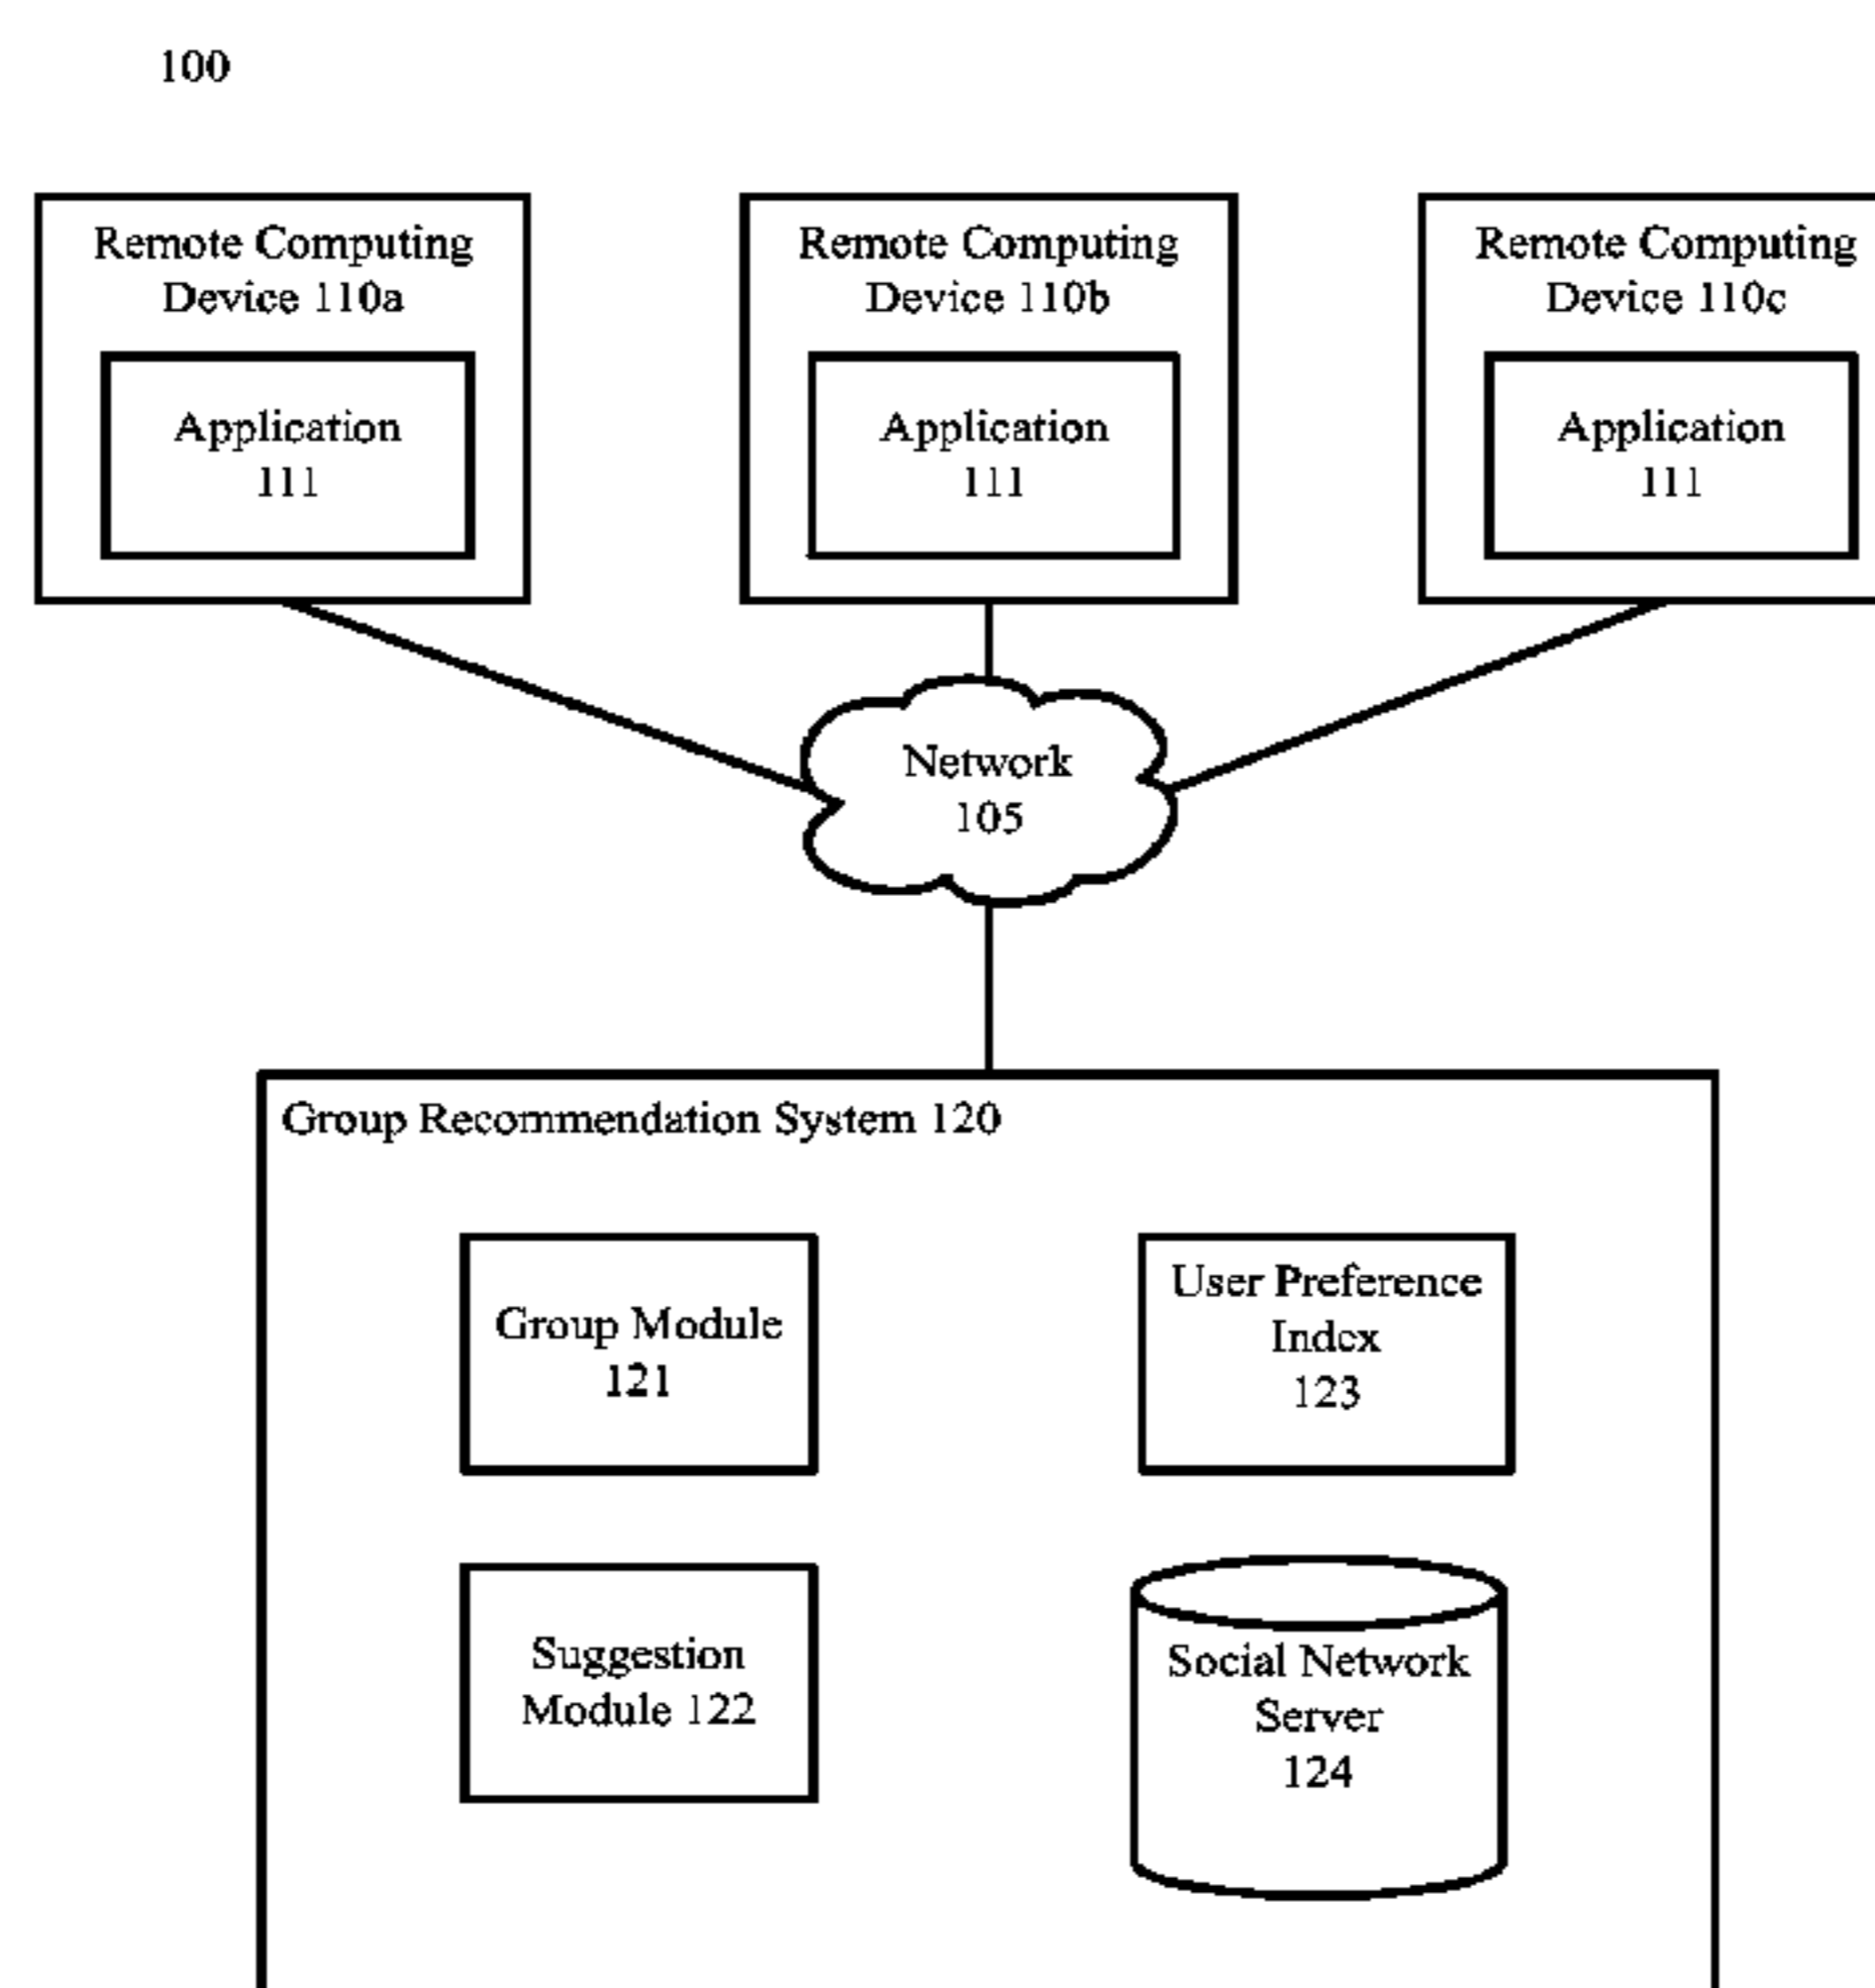 100
Remote Computing
Device 110a
Application
111
Remote Computing
Device 110b
Application
111
Remote Computing
Device 110c
Application
111
Network
105
Group Recommendation System 120
Group Module
121
User Preference
Index
123
Suggestion
Module 122
Social Network
Server
124